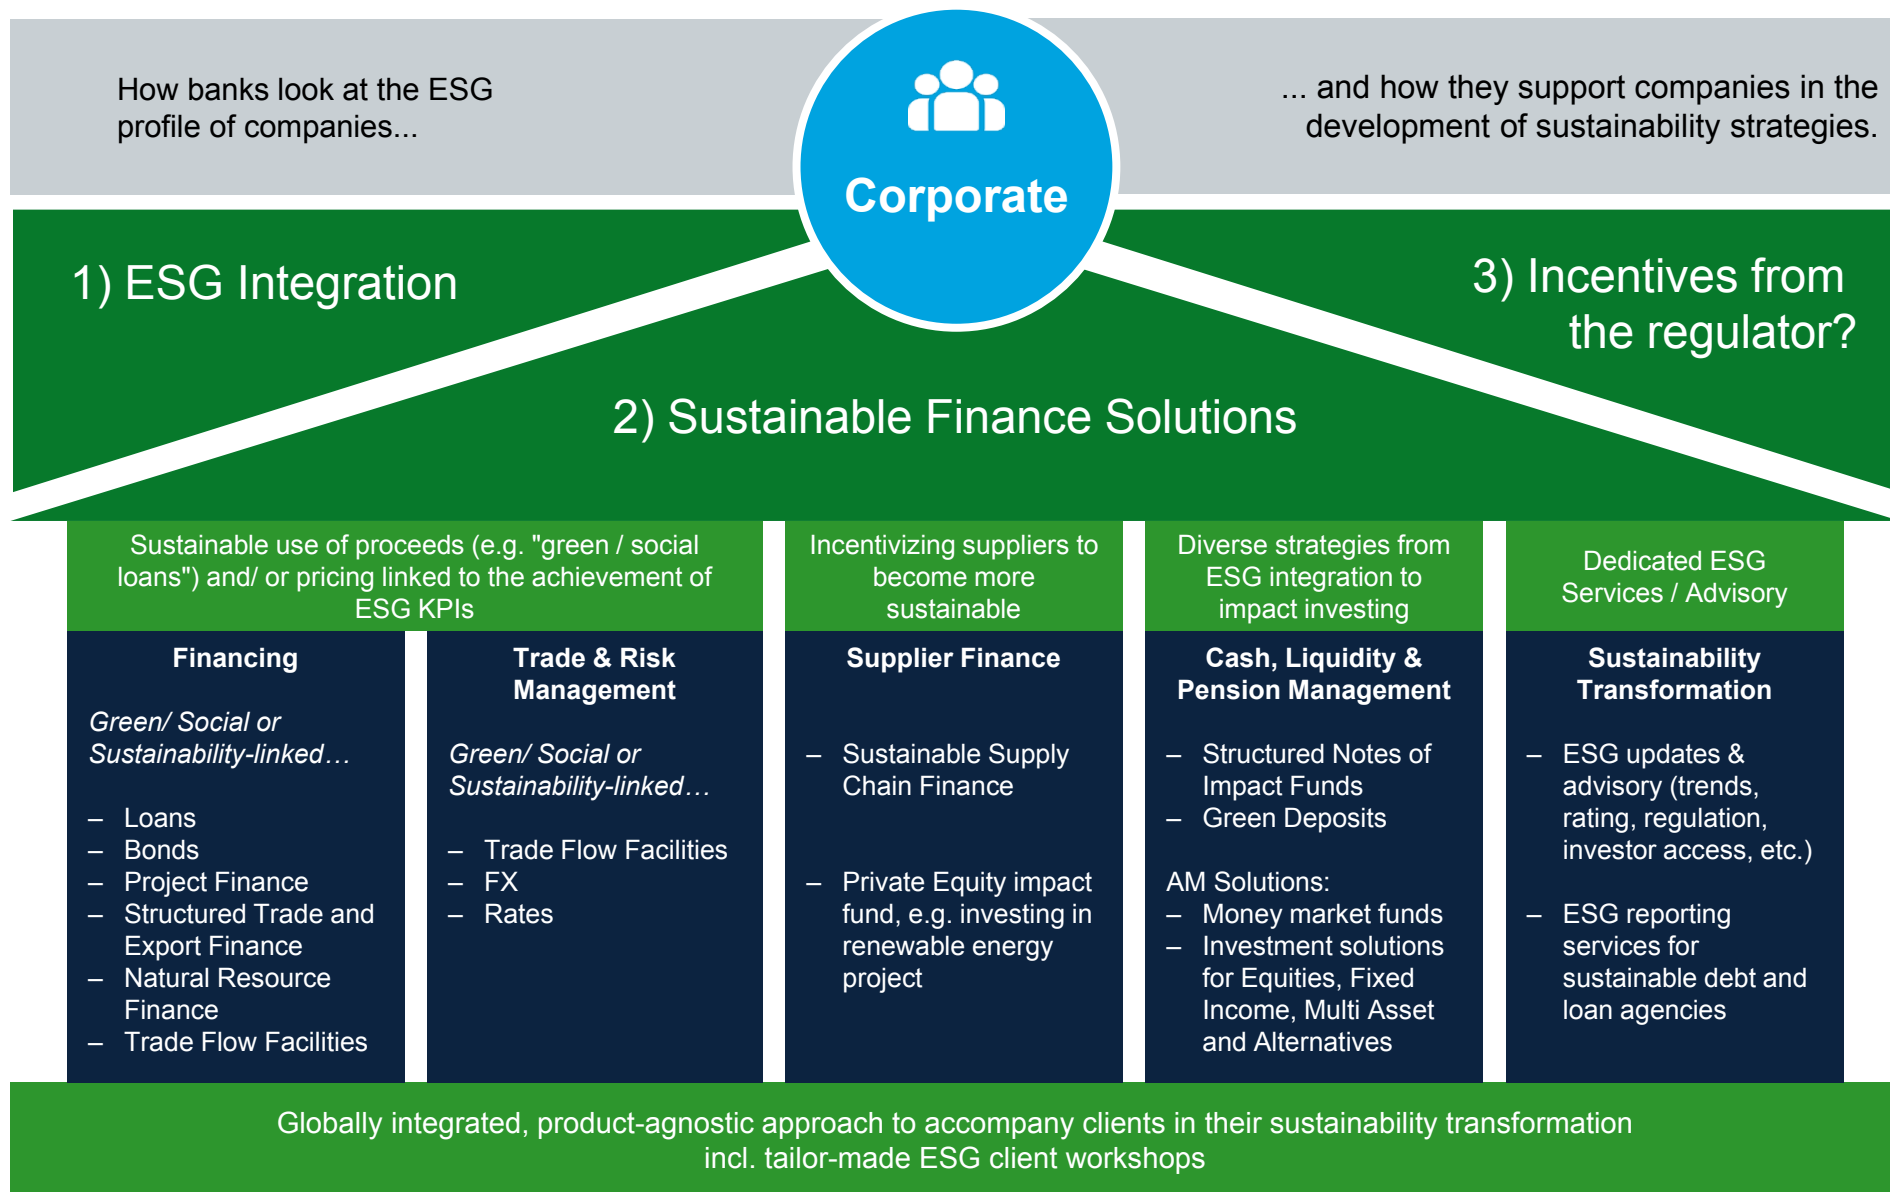 How banks look at the ESG
profile of companies...
Corporate
... and how they support companies in the
development of sustainability strategies.
1) ESG Integration
3) Incentives from
the regulator?
2) Sustainable Finance Solutions
Sustainable use of proceeds (e.g. "green / social
loans") and/ or pricing linked to the achievement of
ESG KPIs
Incentivizing suppliers to
become more
sustainable
Diverse strategies from
ESG integration to
impact investing
Dedicated ESG
Services / Advisory
Financing
Green/ Social or
Sustainability-linked…
– Loans
– Bonds
– Project Finance
– Structured Trade and
Export Finance
– Natural Resource
Finance
– Trade Flow Facilities
Trade & Risk
Management
Green/ Social or
Sustainability-linked…
– Trade Flow Facilities
– FX
– Rates
Supplier Finance
– Sustainable Supply
Chain Finance
– Private Equity impact
fund, e.g. investing in
renewable energy
project
Cash, Liquidity &
Pension Management
– Structured Notes of
Impact Funds
– Green Deposits
AM Solutions:
– Money market funds
– Investment solutions
for Equities, Fixed
Income, Multi Asset
and Alternatives
Sustainability
Transformation
– ESG updates &
advisory (trends,
rating, regulation,
investor access, etc.)
– ESG reporting
services for
sustainable debt and
loan agencies
Globally integrated, product-agnostic approach to accompany clients in their sustainability transformation
incl. tailor-made ESG client workshops